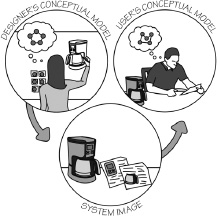 DESIGNER'S CONCEPTUAL MODEL
USER'S CONCEPTUAL MODEL
SYSTEM IMAGE